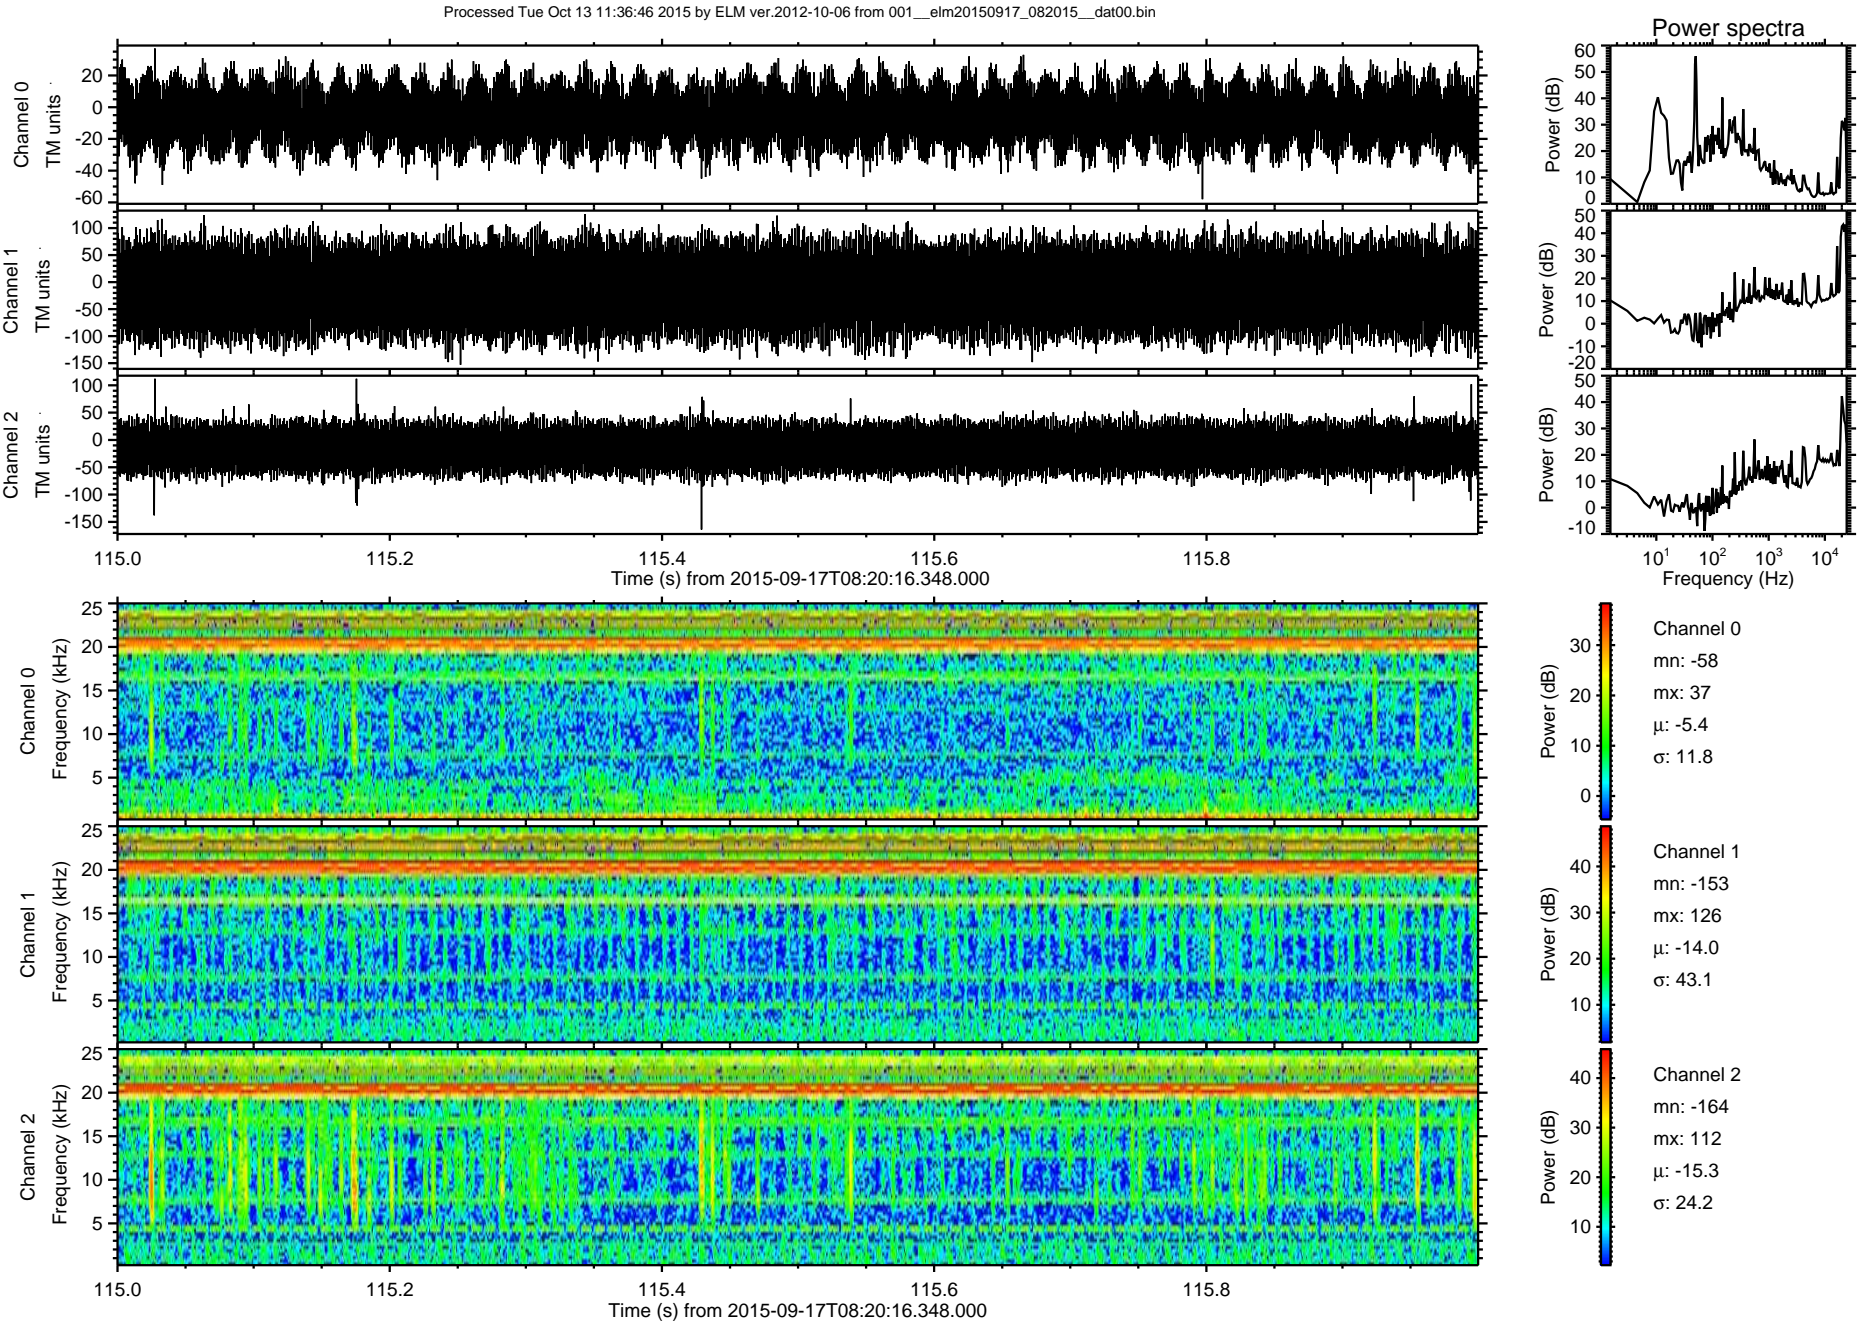 Processed Tue Oct 13 11:36:46 2015 by ELM ver.2012-10-06 from 001__elm20150917_082015__dat00.bin
Power spectra
Channel 0
TM units
20
0
-20
-40
-60
Power (dB)
60
50
40
30
20
10
0
Channel 1
TM units
100
50
0
-50
-100
-150
Power (dB)
50
40
30
20
10
0
-10
-20
Channel 2
TM units
100
50
0
-50
-100
-150
Power (dB)
50
40
30
20
10
0
-10
115.0 115.2 115.4 115.6 115.8
Time (s) from 2015-09-17T08:20:16.348.000
10^1 10^2 10^3 10^4
Frequency (Hz)
Channel 0
Frequency (kHz)
25
20
15
10
5
Power (dB)
30
20
10
0
Channel 0
mn: -58
mx: 37
μ: -5.4
σ: 11.8
Channel 1
Frequency (kHz)
25
20
15
10
5
Power (dB)
40
30
20
10
Channel 1
mn: -153
mx: 126
μ: -14.0
σ: 43.1
Channel 2
Frequency (kHz)
25
20
15
10
5
Power (dB)
40
30
20
10
Channel 2
mn: -164
mx: 112
μ: -15.3
σ: 24.2
115.0 115.2 115.4 115.6 115.8
Time (s) from 2015-09-17T08:20:16.348.000